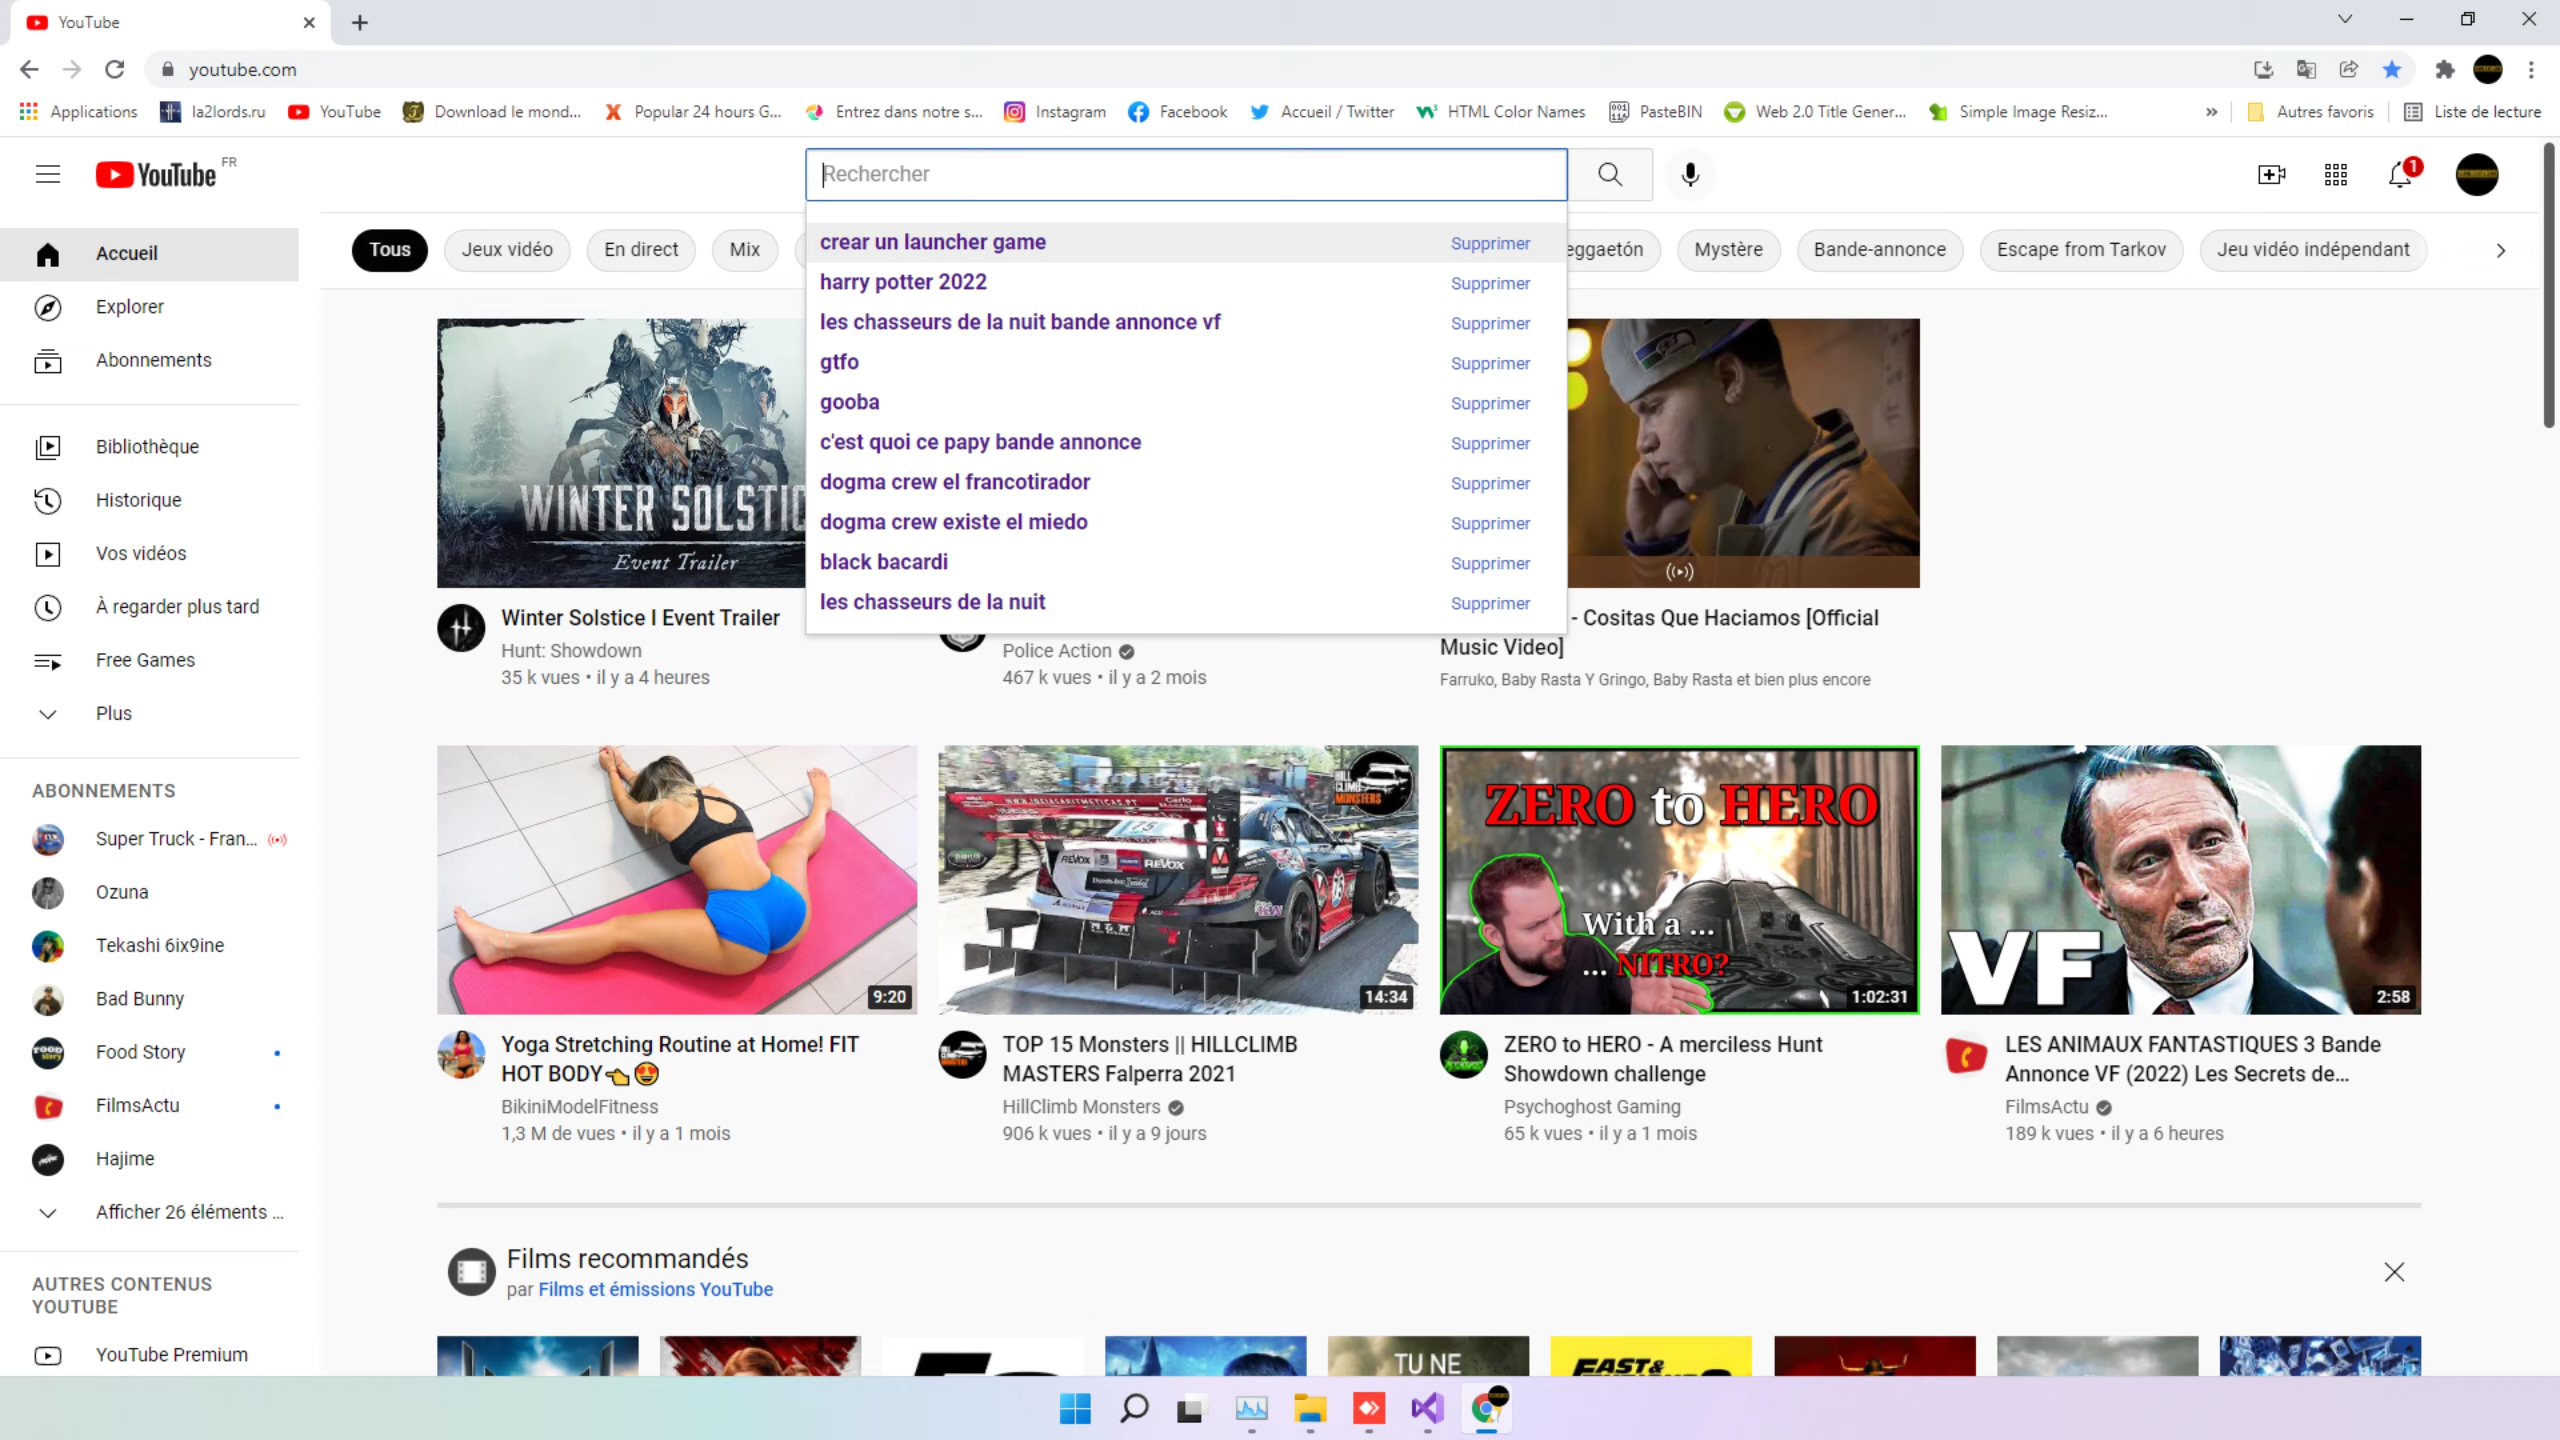 YouTube
youtube.com
Applications
la2lords.ru
YouTube
Download le mond...
Popular 24 hours G...
Entrez dans notre s...
Instagram
Facebook
Accueil / Twitter
HTML Color Names
PasteBIN
Web 2.0 Title Gener...
Simple Image Resiz...
»
Autres favoris
Liste de lecture
YouTube FR
Rechercher
1
Accueil
Explorer
Abonnements
Bibliothèque
Historique
Vos vidéos
À regarder plus tard
Free Games
Plus
ABONNEMENTS
Super Truck - Fran...
Ozuna
Tekashi 6ix9ine
Bad Bunny
Food Story
FilmsActu
Hajime
Afficher 26 éléments ...
AUTRES CONTENUS
YOUTUBE
YouTube Premium
Tous
Jeux vidéo
En direct
Mix
eggaetón
Mystère
Bande-annonce
Escape from Tarkov
Jeu vidéo indépendant
crear un launcher game Supprimer
harry potter 2022 Supprimer
les chasseurs de la nuit bande annonce vf Supprimer
gtfo Supprimer
gooba Supprimer
c'est quoi ce papy bande annonce Supprimer
dogma crew el francotirador Supprimer
dogma crew existe el miedo Supprimer
black bacardi Supprimer
les chasseurs de la nuit Supprimer
WINTER SOLSTIC
Event Trailer
Winter Solstice I Event Trailer
Hunt: Showdown
35 k vues • il y a 4 heures
Police Action
467 k vues • il y a 2 mois
- Cositas Que Haciamos [Official
Music Video]
Farruko, Baby Rasta Y Gringo, Baby Rasta et bien plus encore
9:20
Yoga Stretching Routine at Home! FIT
HOT BODY👈😍
BikiniModelFitness
1,3 M de vues • il y a 1 mois
HILL
CLIMB
MONSTERS
REVOX
REVOX
14:34
TOP 15 Monsters || HILLCLIMB
MASTERS Falperra 2021
HillClimb Monsters
906 k vues • il y a 9 jours
ZERO to HERO
With a ...
... NITRO?
1:02:31
ZERO to HERO - A merciless Hunt
Showdown challenge
Psychoghost Gaming
65 k vues • il y a 1 mois
VF
2:58
LES ANIMAUX FANTASTIQUES 3 Bande
Annonce VF (2022) Les Secrets de...
FilmsActu
189 k vues • il y a 6 heures
Films recommandés
par Films et émissions YouTube
TU NE
FAST &